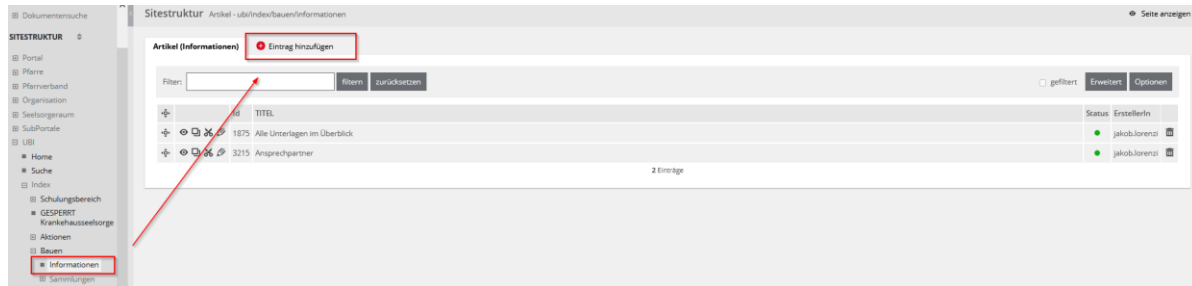 Dokumentensuche
Sitestruktur Artikel - ubi/index/bauen/informationen
Seite anzeigen
SITESTRUKTUR
Artikel (Informationen)
Eintrag hinzufügen
Portal
Pfarre
Pfarrverband
Organisation
Seelsorgeraum
SubPortale
UBI
Home
Suche
Index
Schulungsbereich
GESPERRT
Krankehausseelsorge
Aktionen
Bauen
Informationen
Sammlungen
Filter:
filtern
zurücksetzen
gefiltert
Erweitert
Optionen
Id TITEL Status ErstellerIn
1875 Alle Unterlagen im Überblick jakob.lorenzi
3215 Ansprechpartner jakob.lorenzi
2 Einträge